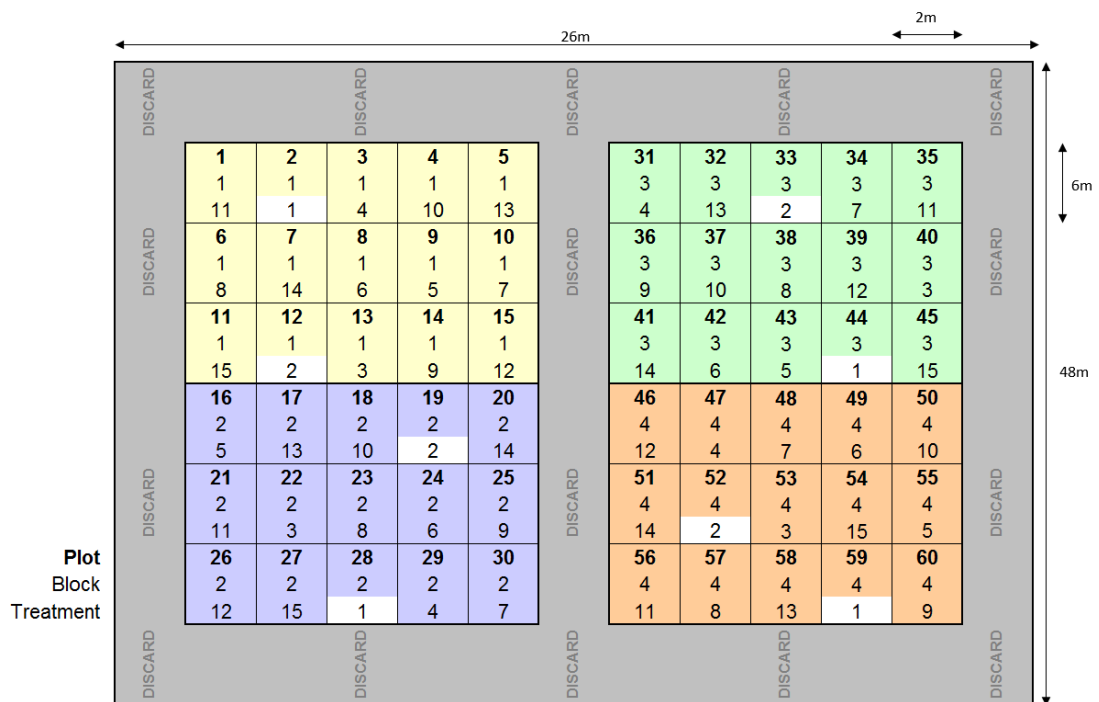 2m
26m
DISCARD DISCARD DISCARD DISCARD DISCARD
1 2 3 4 5 31 32 33 34 35
1 1 1 1 1 3 3 3 3 3
11 1 4 10 13 4 13 2 7 11
6m
6 7 8 9 10 36 37 38 39 40
1 1 1 1 1 3 3 3 3 3
8 14 6 5 7 9 10 8 12 3
DISCARD DISCARD DISCARD
11 12 13 14 15 41 42 43 44 45
1 1 1 1 1 3 3 3 3 3
15 2 3 9 12 14 6 5 1 15
48m
16 17 18 19 20 46 47 48 49 50
2 2 2 2 2 4 4 4 4 4
5 13 10 2 14 12 4 7 6 10
21 22 23 24 25 51 52 53 54 55
2 2 2 2 2 4 4 4 4 4
11 3 8 6 9 14 2 3 15 5
DISCARD DISCARD DISCARD
Plot 26 27 28 29 30 56 57 58 59 60
Block 2 2 2 2 2 4 4 4 4 4
Treatment 12 15 1 4 7 11 8 13 1 9
DISCARD DISCARD DISCARD DISCARD DISCARD